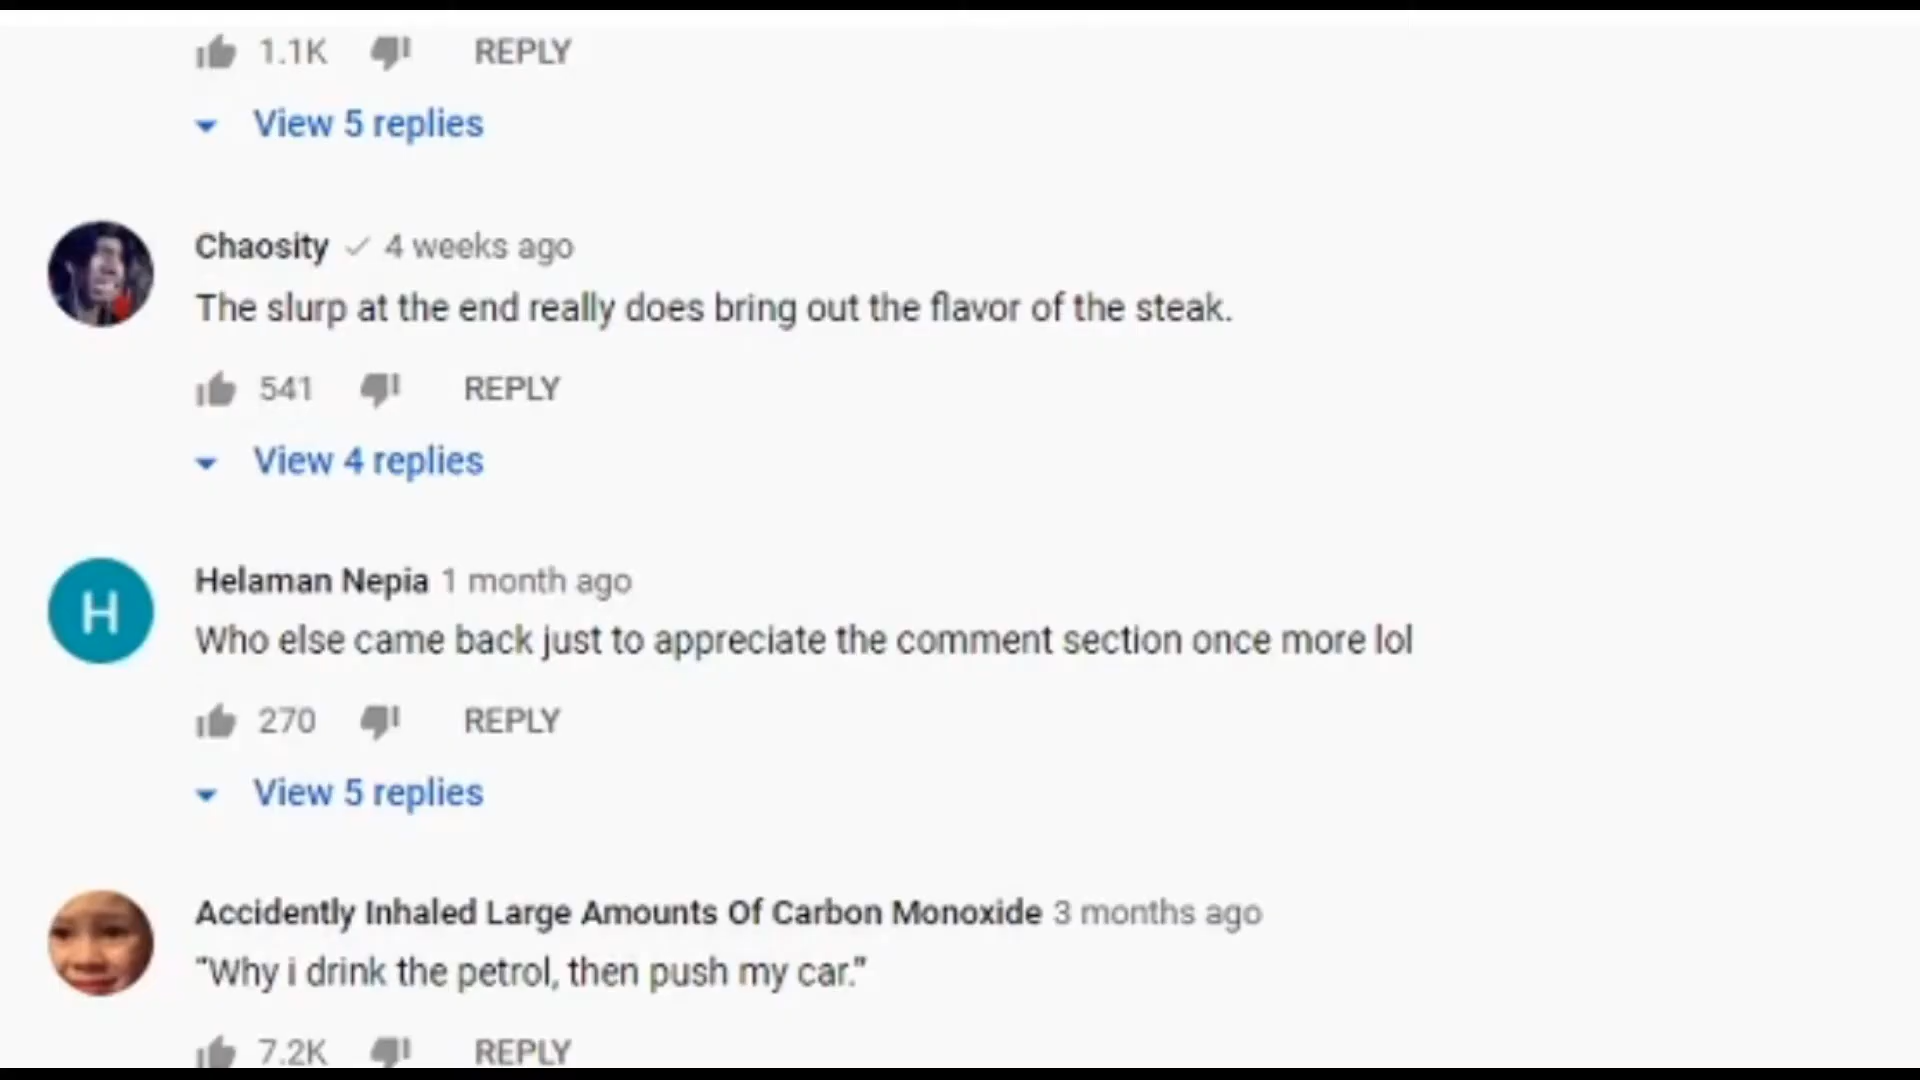 1.1K REPLY
View 5 replies
Chaosity 4 weeks ago
The slurp at the end really does bring out the flavor of the steak.
541 REPLY
View 4 replies
H
Helaman Nepia 1 month ago
Who else came back just to appreciate the comment section once more lol
270 REPLY
View 5 replies
Accidently Inhaled Large Amounts Of Carbon Monoxide 3 months ago
"Why i drink the petrol, then push my car."
7.2K REPLY